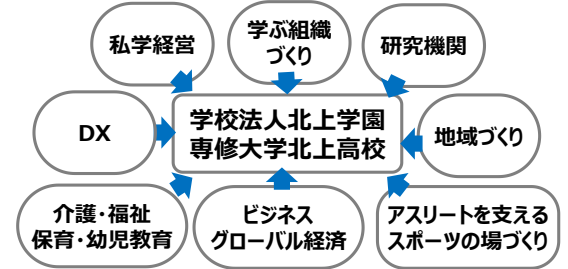 私学経営
学ぶ組織
づくり
研究機関
DX
学校法人北上学園
専修大学北上高校
地域づくり
介護・福祉
保育・幼児教育
ビジネス
グローバル経済
アスリートを支える
スポーツの場づくり